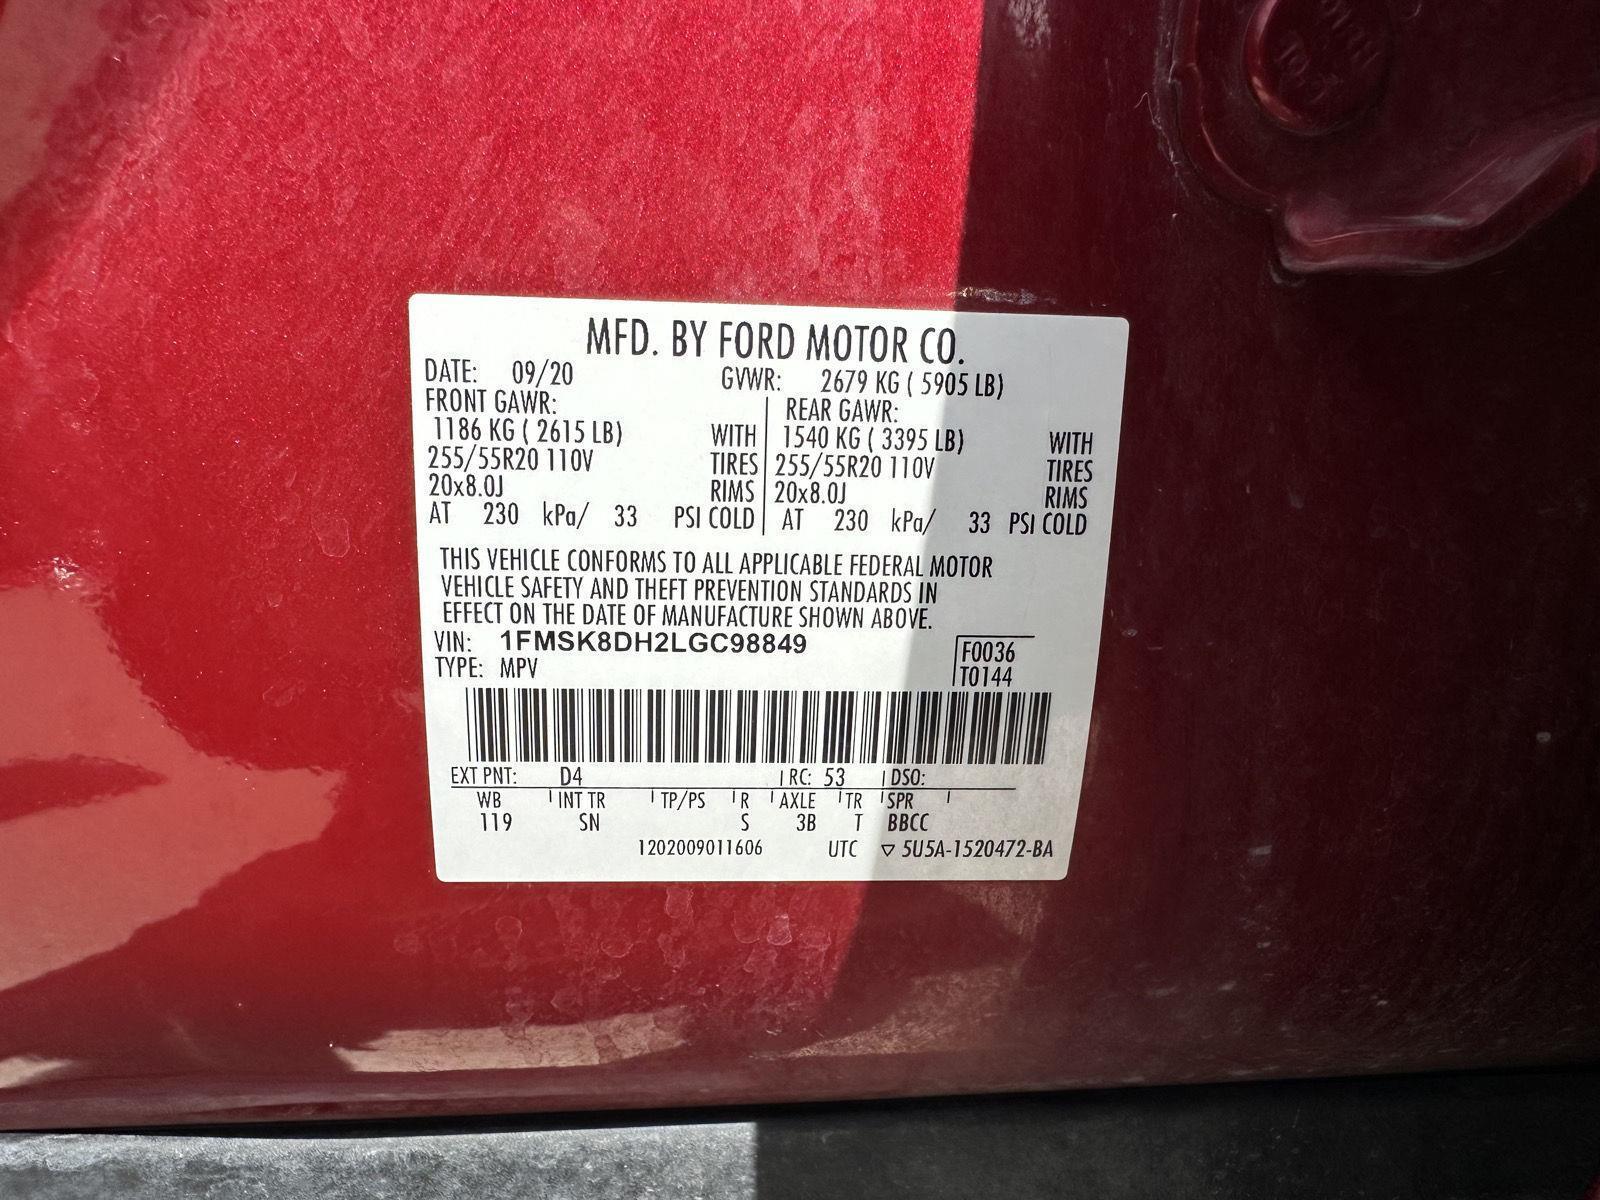 MFD. BY FORD MOTOR CO.
DATE: 09/20 GVWR: 2679 KG ( 5905 LB)
FRONT GAWR: REAR GAWR:
1186 KG ( 2615 LB) WITH 1540 KG ( 3395 LB) WITH
255/55R20 110V TIRES 255/55R20 110V TIRES
20x8.0J RIMS 20x8.0J RIMS
AT 230 kPa/ 33 PSI COLD AT 230 kPa/ 33 PSI COLD
THIS VEHICLE CONFORMS TO ALL APPLICABLE FEDERAL MOTOR
VEHICLE SAFETY AND THEFT PREVENTION STANDARDS IN
EFFECT ON THE DATE OF MANUFACTURE SHOWN ABOVE.
VIN: 1FMSK8DH2LGC98849 F0036
TYPE: MPV T0144
EXT PNT: D4 RC: 53 DSO:
WB INT TR TP/PS R AXLE TR SPR
119 SN S 3B T BBCC
1202009011606 UTC ▽ 5U5A-1520472-BA